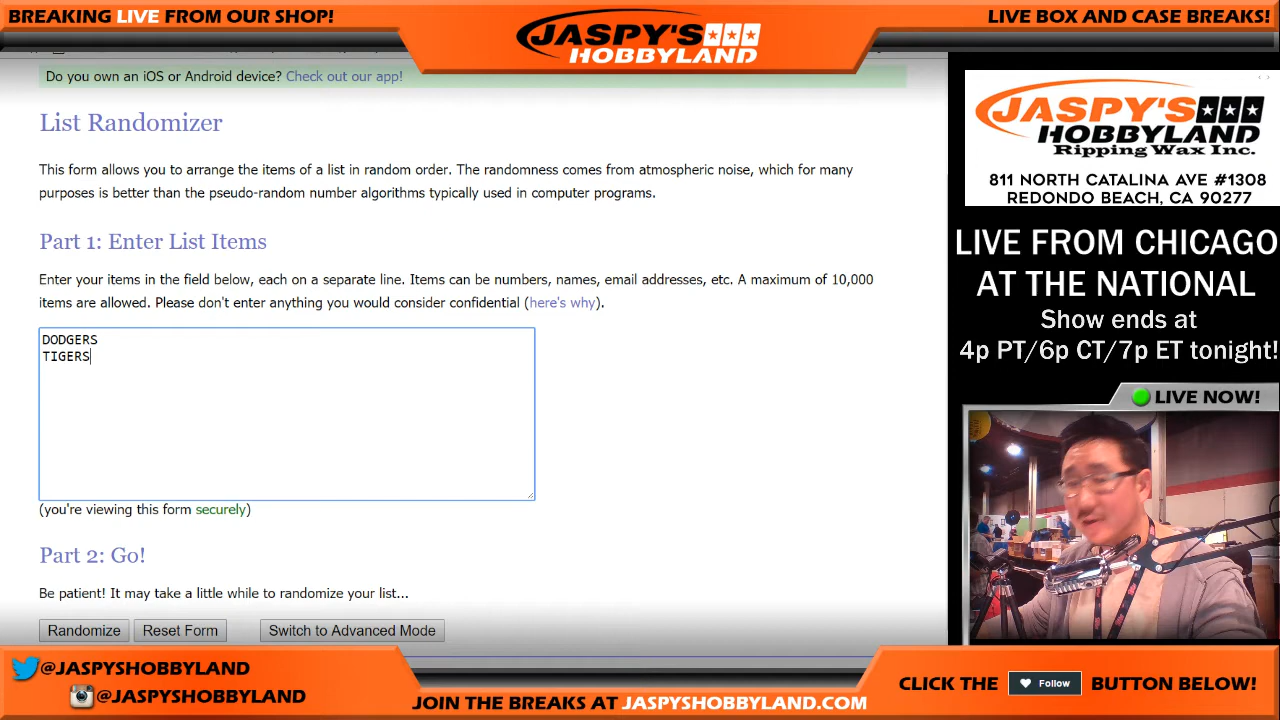 BREAKING LIVE FROM OUR SHOP!
JASPY'S
HOBBYLAND
LIVE BOX AND CASE BREAKS!
Do you own an iOS or Android device? Check out our app!
List Randomizer
This form allows you to arrange the items of a list in random order. The randomness comes from atmospheric noise, which for many
purposes is better than the pseudo-random number algorithms typically used in computer programs.
Part 1: Enter List Items
Enter your items in the field below, each on a separate line. Items can be numbers, names, email addresses, etc. A maximum of 10,000
items are allowed. Please don't enter anything you would consider confidential (here's why).
DODGERS
TIGERS
(you're viewing this form securely)
Part 2: Go!
Be patient! It may take a little while to randomize your list...
Randomize
Reset Form
Switch to Advanced Mode
JASPY'S
HOBBYLAND
Ripping Wax Inc.
811 NORTH CATALINA AVE #1308
REDONDO BEACH, CA 90277
LIVE FROM CHICAGO
AT THE NATIONAL
Show ends at
4p PT/6p CT/7p ET tonight!
LIVE NOW!
@JASPYSHOBBYLAND
@JASPYSHOBBYLAND
JOIN THE BREAKS AT JASPYSHOBBYLAND.COM
CLICK THE
Follow
BUTTON BELOW!